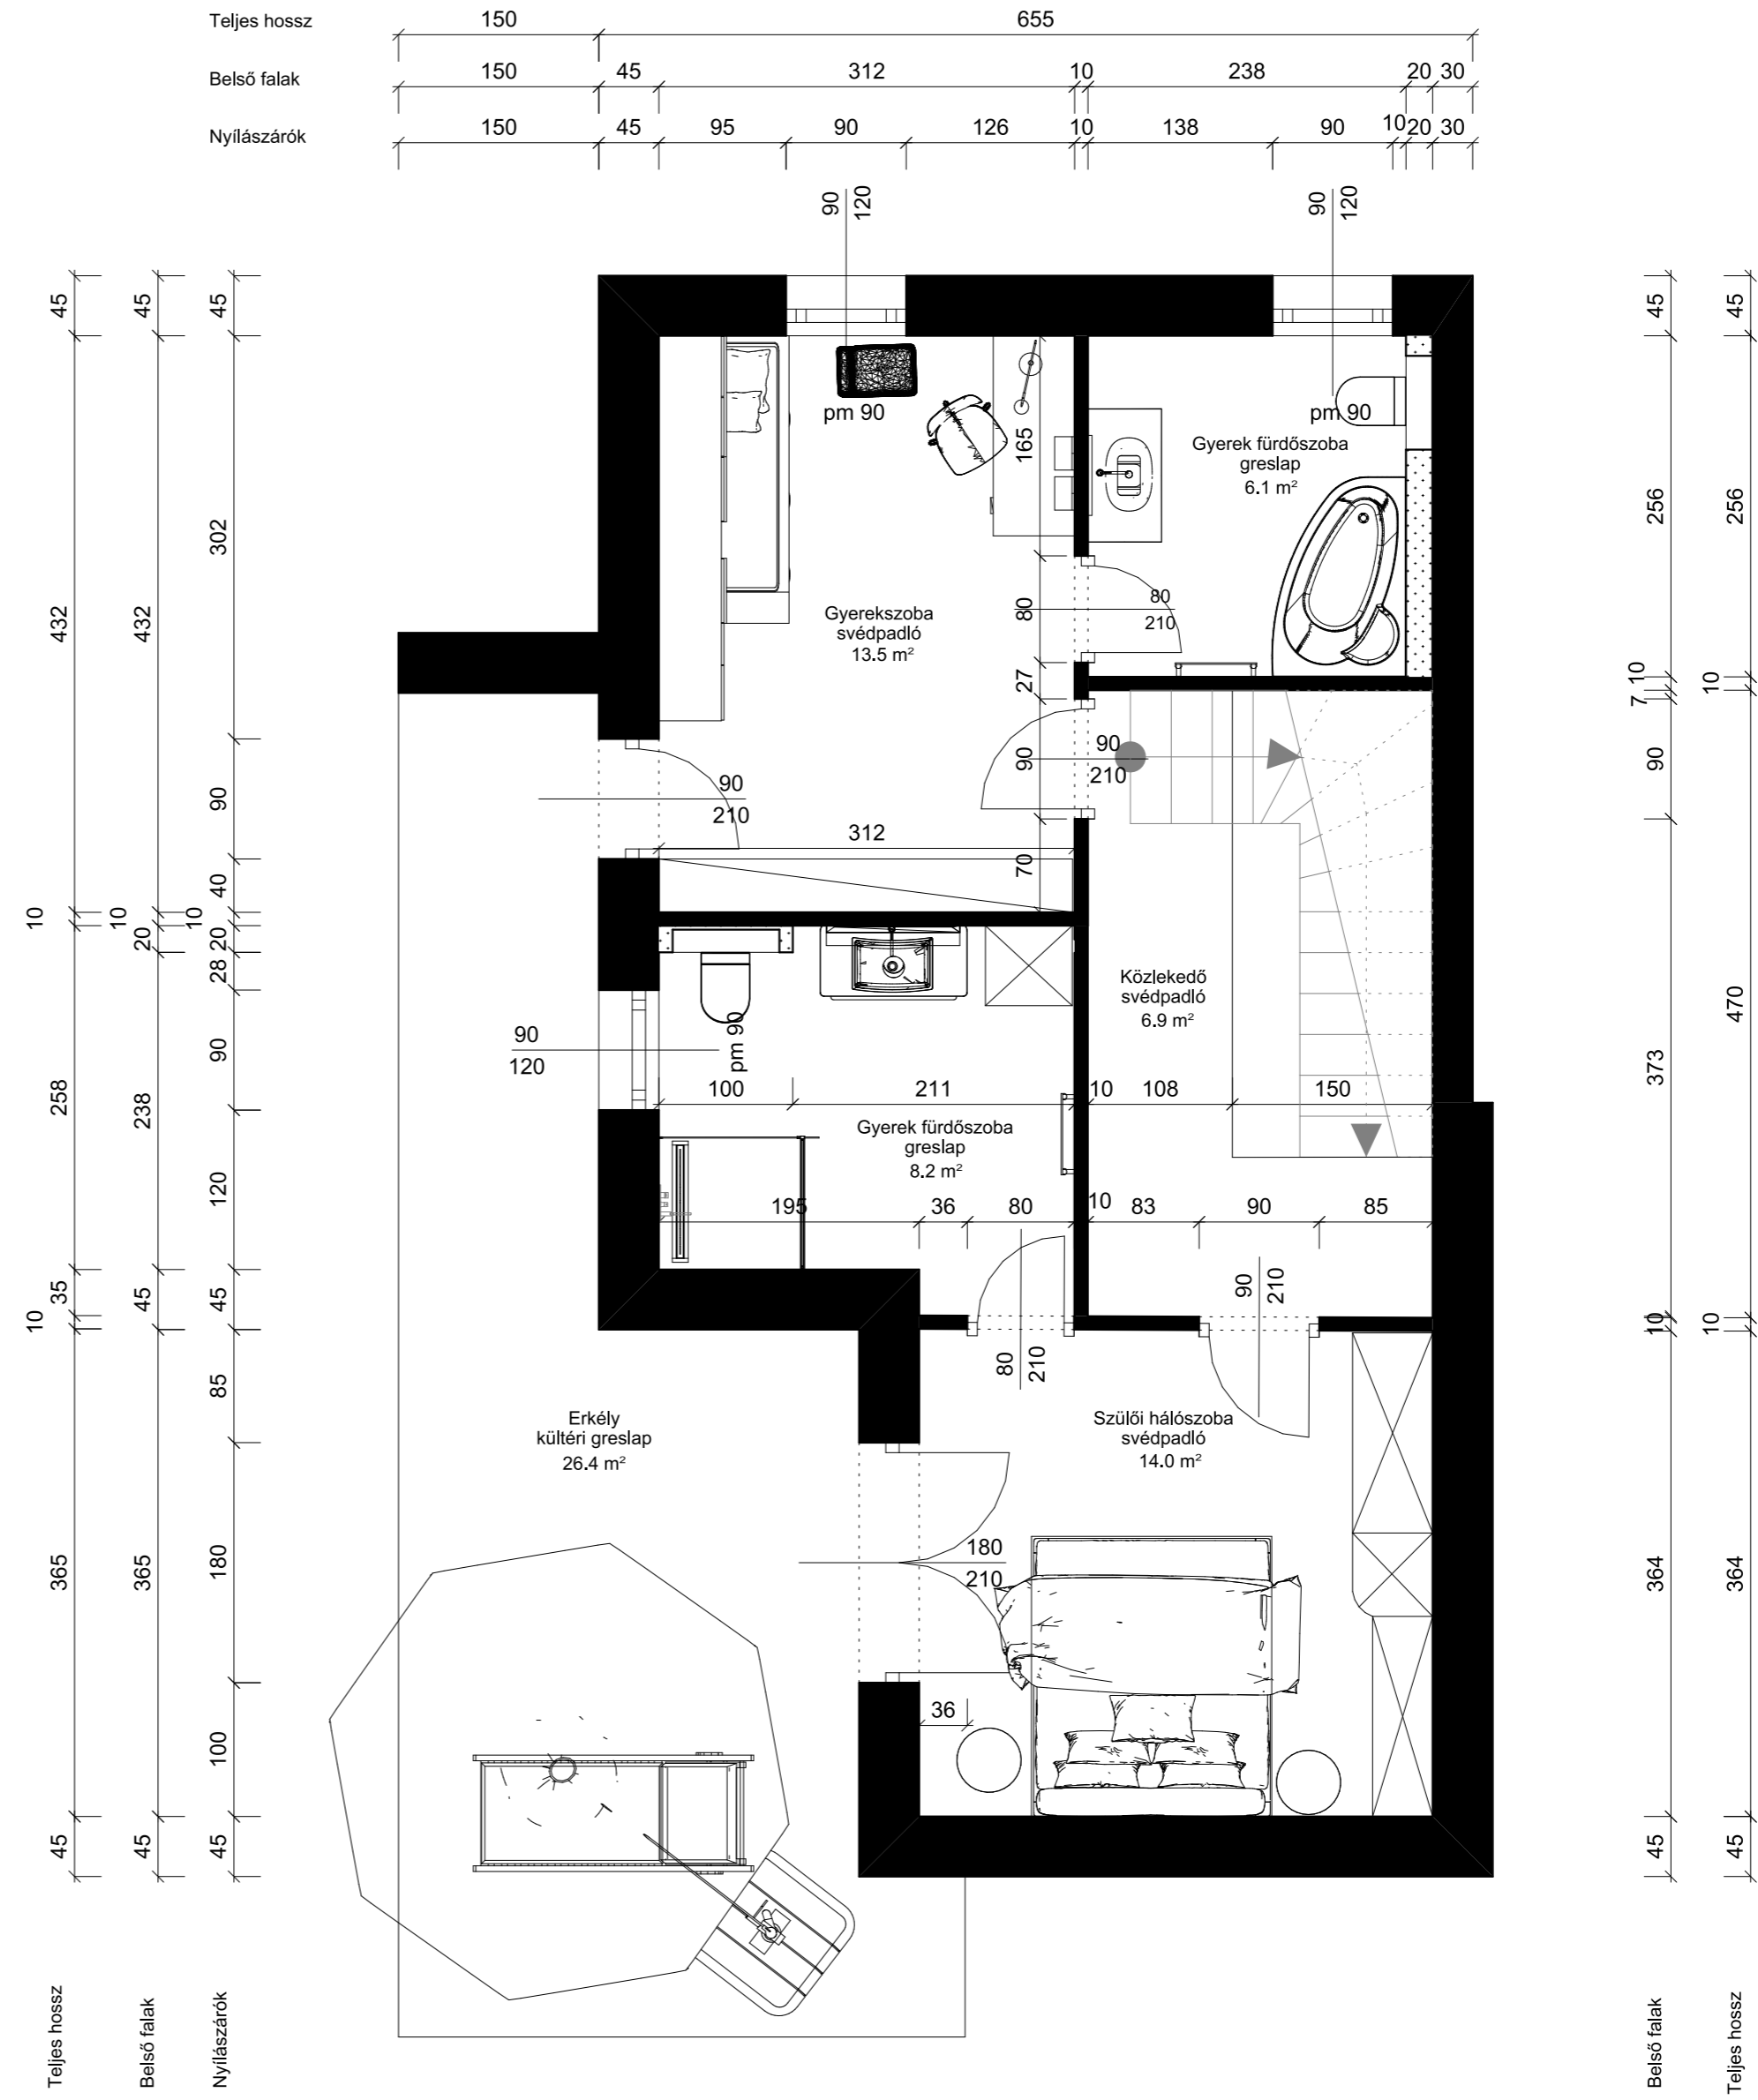 Teljes hossz 150 655
Belső falak 150 45 312 10 238 20 30
Nyílászárók 150 45 95 90 126 10 138 90 10 20 30
90 120
90 120
45 45 45
45 45
432 432 302
256 256
pm 90
pm 90
165
Gyerek fürdőszoba
greslap
6.1 m²
80
210
Gyerekszoba
svédpadló
13.5 m²
80
27
90
70
10
7
10
90
90
210
90
210
312
90
40
10 10 10
20 20
28
90
120
pm 90
90
Közlekedő
svédpadló
6.9 m²
373 470
258 238
100 211 10 108 150
Gyerek fürdőszoba
greslap
8.2 m²
120
195 36 80 10 83 90 85
35 45 45
10
90 210
80 210
10 10
85
Erkély
kültéri greslap
26.4 m²
Szülői hálószoba
svédpadló
14.0 m²
180
210
365 365 180
364 364
36
100
45 45 45
45 45
Teljes hossz
Belső falak
Nyílászárók
Belső falak
Teljes hossz